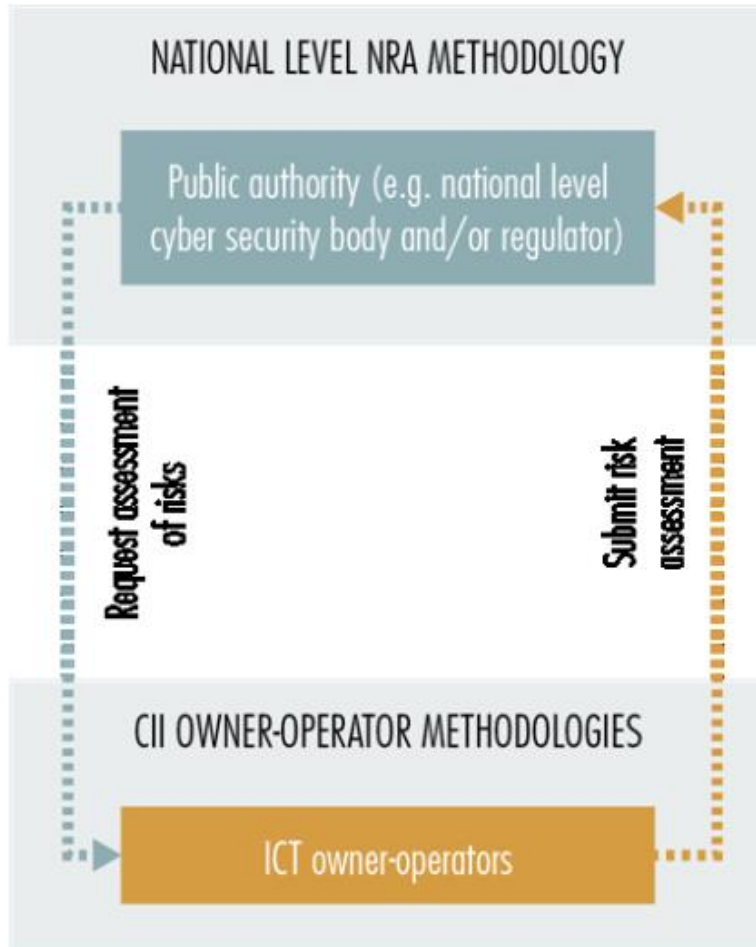 NATIONAL LEVEL NRA METHODOLOGY
Public authority (e.g. national level
cyber security body and/or regulator)
Request assessment
of risks
Submit risk
assessment
CII OWNER-OPERATOR METHODOLOGIES
ICT owner-operators